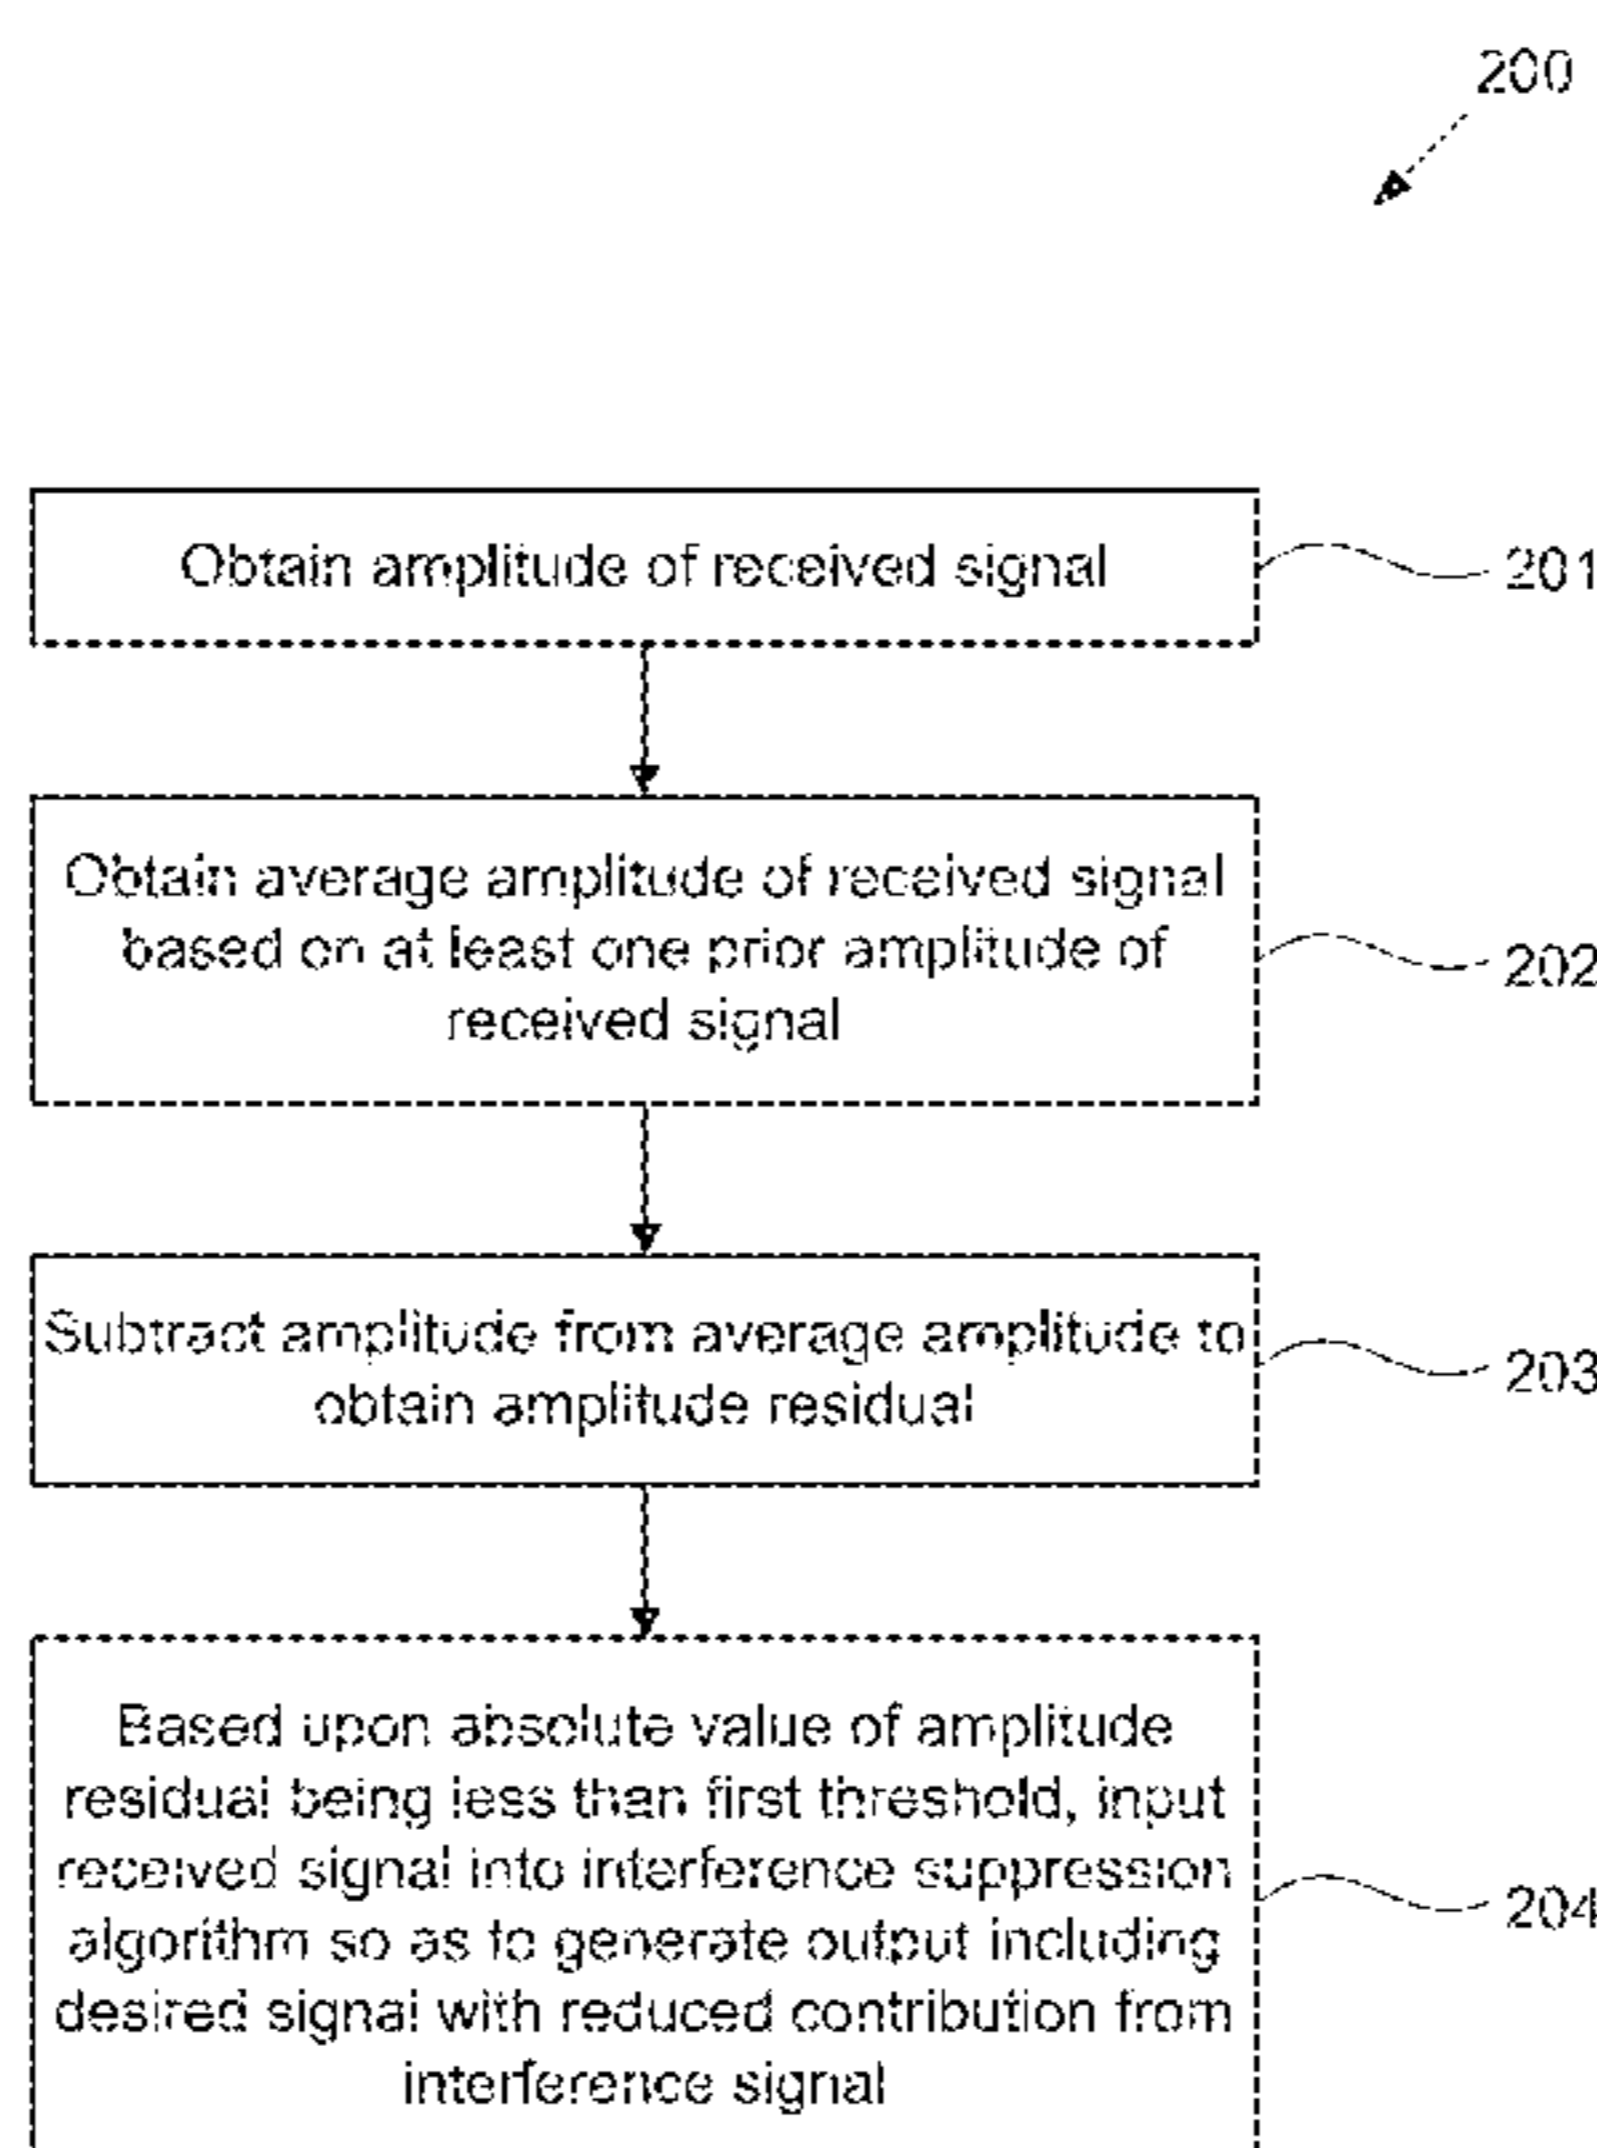 200
Obtain amplitude of received signal
201
Obtain average amplitude of received signal
based on at least one prior amplitude of
received signal
202
Subtract amplitude from average amplitude to
obtain amplitude residual
203
Based upon absolute value of amplitude
residual being less than first threshold, input
received signal into interference suppression
algorithm so as to generate output including
desired signal with reduced contribution from
interference signal
204